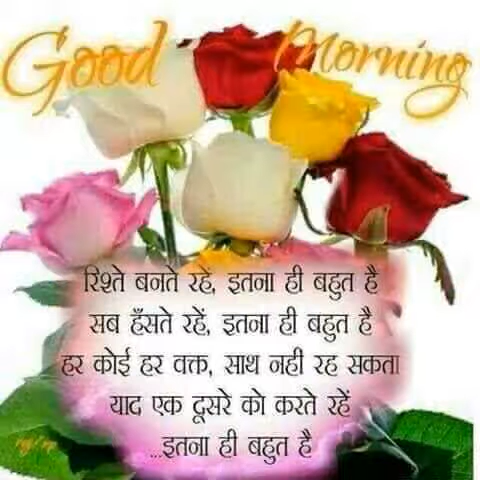 Good Morning
रिश्ते बनते रहें, इतना ही बहुत है
सब हँसते रहें, इतना ही बहुत है
हर कोई हर वक्त, साथ नही रह सकता
याद एक दूसरे को करते रहें
...इतना ही बहुत है